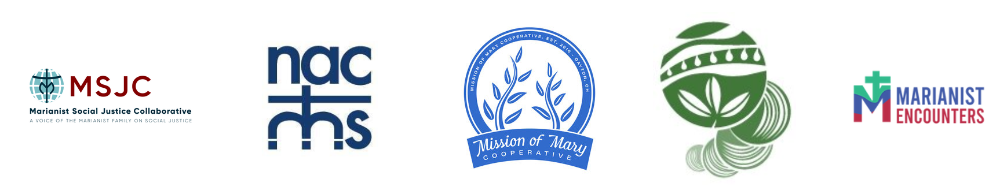 MSJC
Marianist Social Justice Collaborative
A VOICE OF THE MARIANIST FAMILY ON SOCIAL JUSTICE
nac
ms
MISSION OF MARY COOPERATIVE. EST. 2010 - DAYTON, OH
Mission of Mary
COOPERATIVE
MARIANIST
ENCOUNTERS